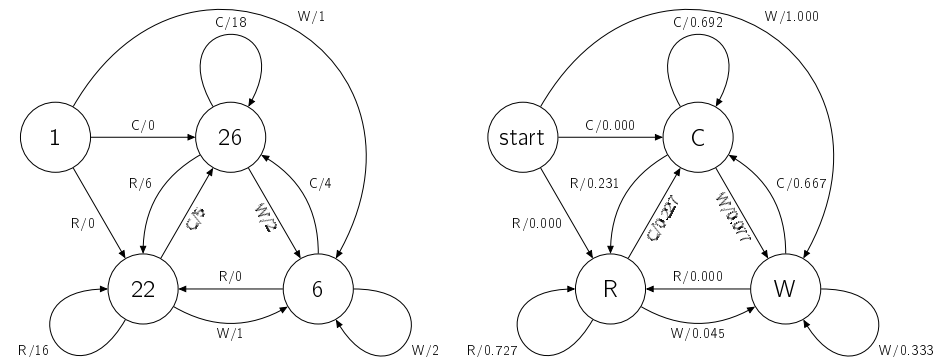 C/18
W/1
1
C/0
26
R/6
C/5
W/2
C/4
R/0
22
R/0
6
W/1
R/16
W/2
C/0.692
W/1.000
start
C/0.000
C
R/0.231
C/0.227
W/0.077
C/0.667
R/0.000
R
R/0.000
W
W/0.045
R/0.727
W/0.333